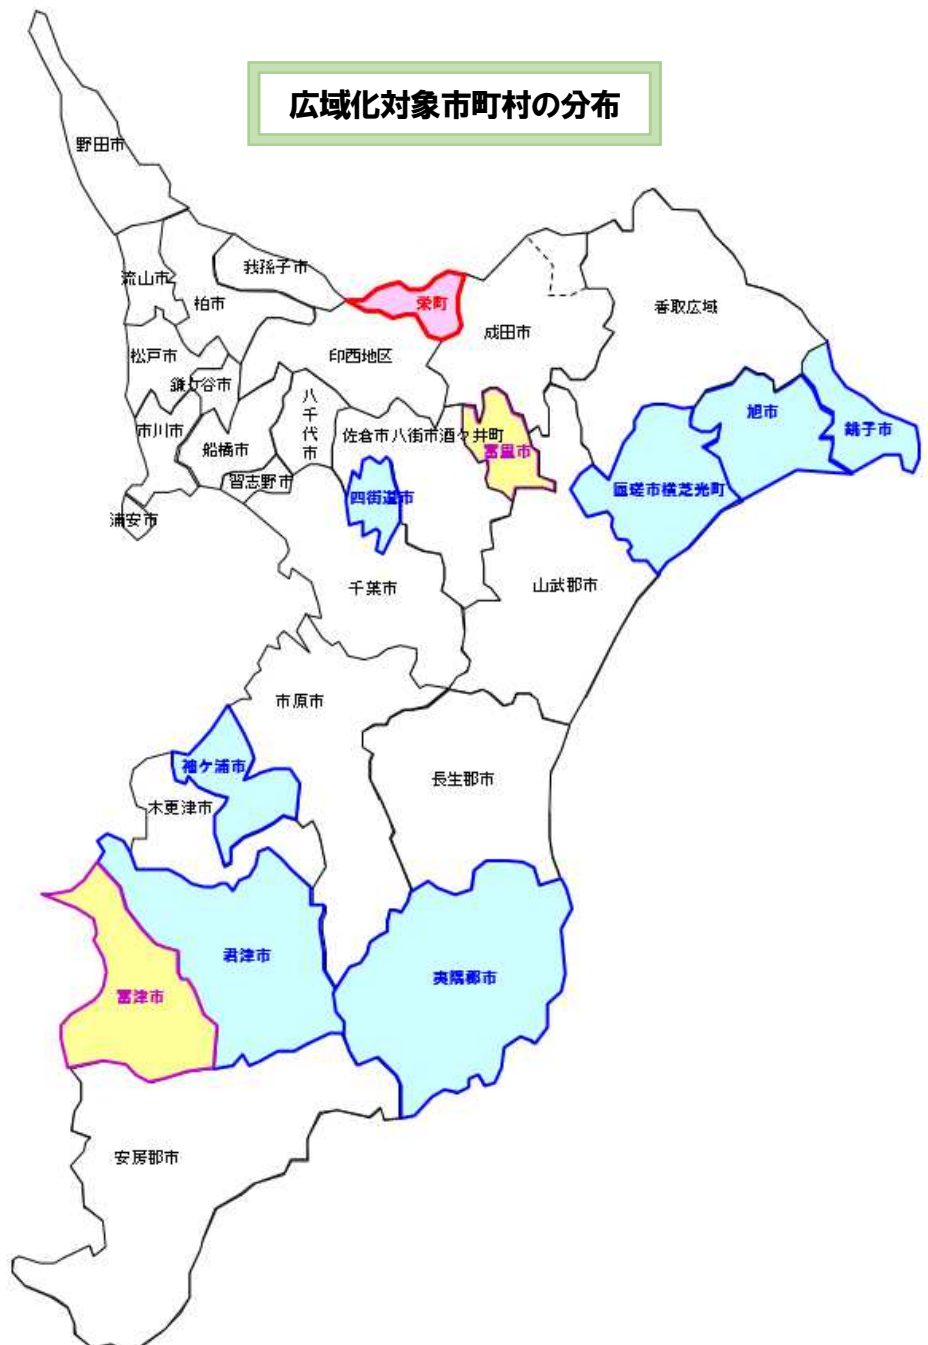 広域化対象市町村の分布
野田市
我孫子市
流山市
柏市
栄町
香取広域
成田市
松戸市
印西地区
鎌ケ谷市
八千代市
旭市
市川市
船橋市
佐倉市八街市酒々井町
銚子市
富里市
習志野市
四街道市
匝瑳市横芝光町
浦安市
千葉市
山武郡市
市原市
袖ケ浦市
長生郡市
木更津市
君津市
夷隅郡市
富津市
安房郡市